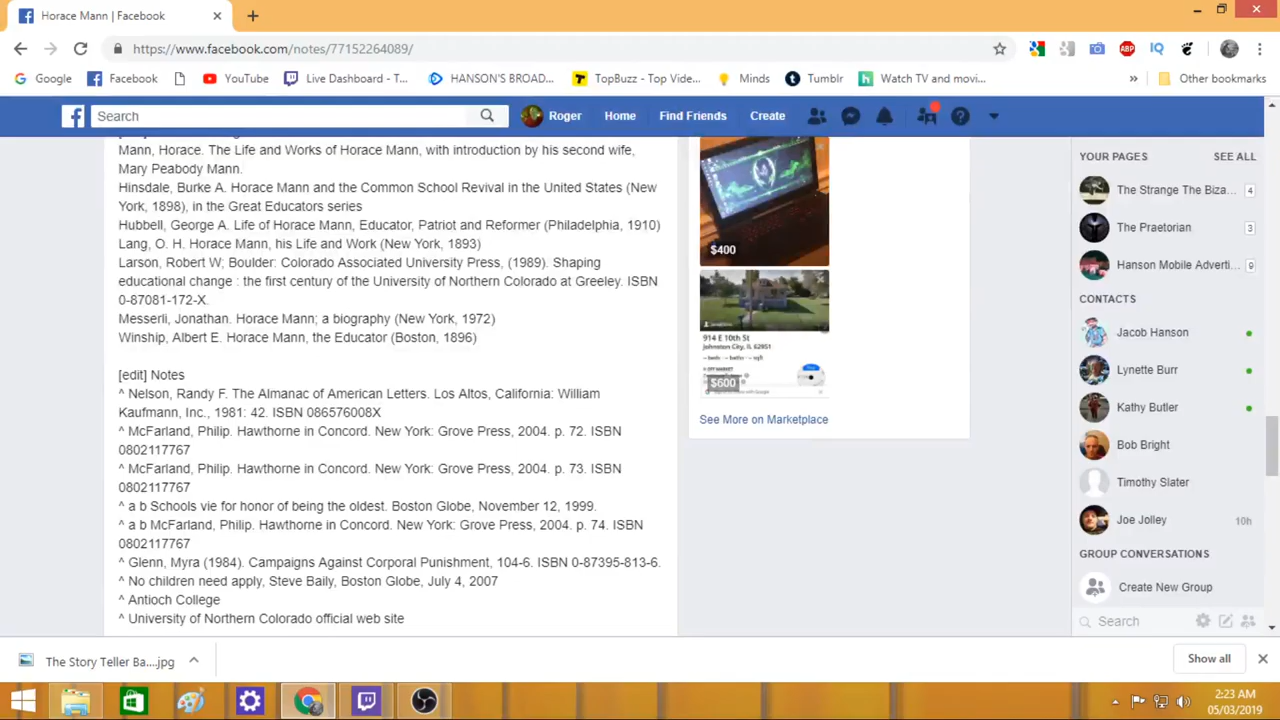 Horace Mann | Facebook
https://www.facebook.com/notes/77152264089/
ABP
IQ
Google
Facebook
YouTube
Live Dashboard - T...
HANSON'S BROAD...
TopBuzz - Top Vide...
Minds
Tumblr
Watch TV and movi...
»
Other bookmarks
Search
Roger
Home
Find Friends
Create
Mann, Horace. The Life and Works of Horace Mann, with introduction by his second wife,
Mary Peabody Mann.
Hinsdale, Burke A. Horace Mann and the Common School Revival in the United States (New
York, 1898), in the Great Educators series
Hubbell, George A. Life of Horace Mann, Educator, Patriot and Reformer (Philadelphia, 1910)
Lang, O. H. Horace Mann, his Life and Work (New York, 1893)
Larson, Robert W; Boulder: Colorado Associated University Press, (1989). Shaping
educational change : the first century of the University of Northern Colorado at Greeley. ISBN
0-87081-172-X.
Messerli, Jonathan. Horace Mann; a biography (New York, 1972)
Winship, Albert E. Horace Mann, the Educator (Boston, 1896)
[edit] Notes
^ Nelson, Randy F. The Almanac of American Letters. Los Altos, California: William
Kaufmann, Inc., 1981: 42. ISBN 086576008X
^ McFarland, Philip. Hawthorne in Concord. New York: Grove Press, 2004. p. 72. ISBN
0802117767
^ McFarland, Philip. Hawthorne in Concord. New York: Grove Press, 2004. p. 73. ISBN
0802117767
^ a b Schools vie for honor of being the oldest. Boston Globe, November 12, 1999.
^ a b McFarland, Philip. Hawthorne in Concord. New York: Grove Press, 2004. p. 74. ISBN
0802117767
^ Glenn, Myra (1984). Campaigns Against Corporal Punishment, 104-6. ISBN 0-87395-813-6.
^ No children need apply, Steve Baily, Boston Globe, July 4, 2007
^ Antioch College
^ University of Northern Colorado official web site
$400
914 E 10th St
Johnston City, IL 62951
OFF MARKET
$600
See More on Marketplace
YOUR PAGES
SEE ALL
The Strange The Biza...
4
The Praetorian
3
Hanson Mobile Adverti...
9
CONTACTS
Jacob Hanson
Lynette Burr
Kathy Butler
Bob Bright
Timothy Slater
Joe Jolley
10h
GROUP CONVERSATIONS
Create New Group
Search
The Story Teller Ba....jpg
Show all
2:23 AM
05/03/2019